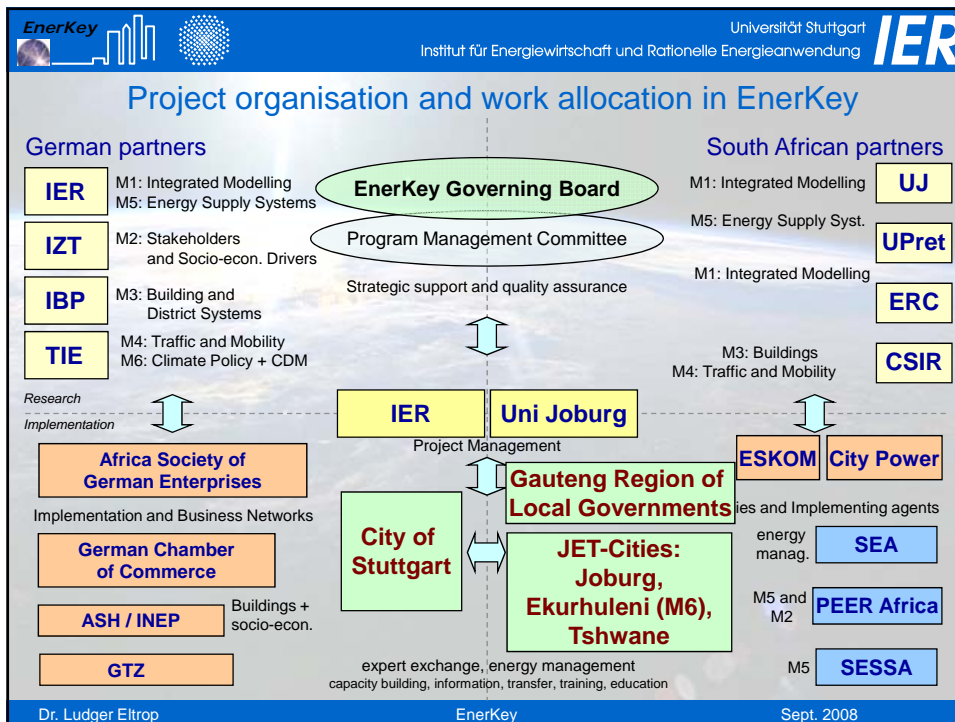 EnerKey
Universität Stuttgart
Institut für Energiewirtschaft und Rationelle Energieanwendung
IER
Project organisation and work allocation in EnerKey
German partners
South African partners
IER
M1: Integrated Modelling
M5: Energy Supply Systems
IZT
M2: Stakeholders
and Socio-econ. Drivers
IBP
M3: Building and
District Systems
TIE
M4: Traffic and Mobility
M6: Climate Policy + CDM
EnerKey Governing Board
Program Management Committee
Strategic support and quality assurance
M1: Integrated Modelling
UJ
M5: Energy Supply Syst.
UPret
M1: Integrated Modelling
ERC
M3: Buildings
M4: Traffic and Mobility
CSIR
Research
Implementation
IER
Uni Joburg
Project Management
Africa Society of
German Enterprises
Implementation and Business Networks
German Chamber
of Commerce
ASH / INEP
Buildings +
socio-econ.
GTZ
City of
Stuttgart
Gauteng Region of
Local Governments
JET-Cities:
Joburg,
Ekurhuleni (M6),
Tshwane
expert exchange, energy management
capacity building, information, transfer, training, education
ESKOM
City Power
ies and Implementing agents
energy
manag.
SEA
M5 and
M2
PEER Africa
M5
SESSA
Dr. Ludger Eltrop
EnerKey
Sept. 2008